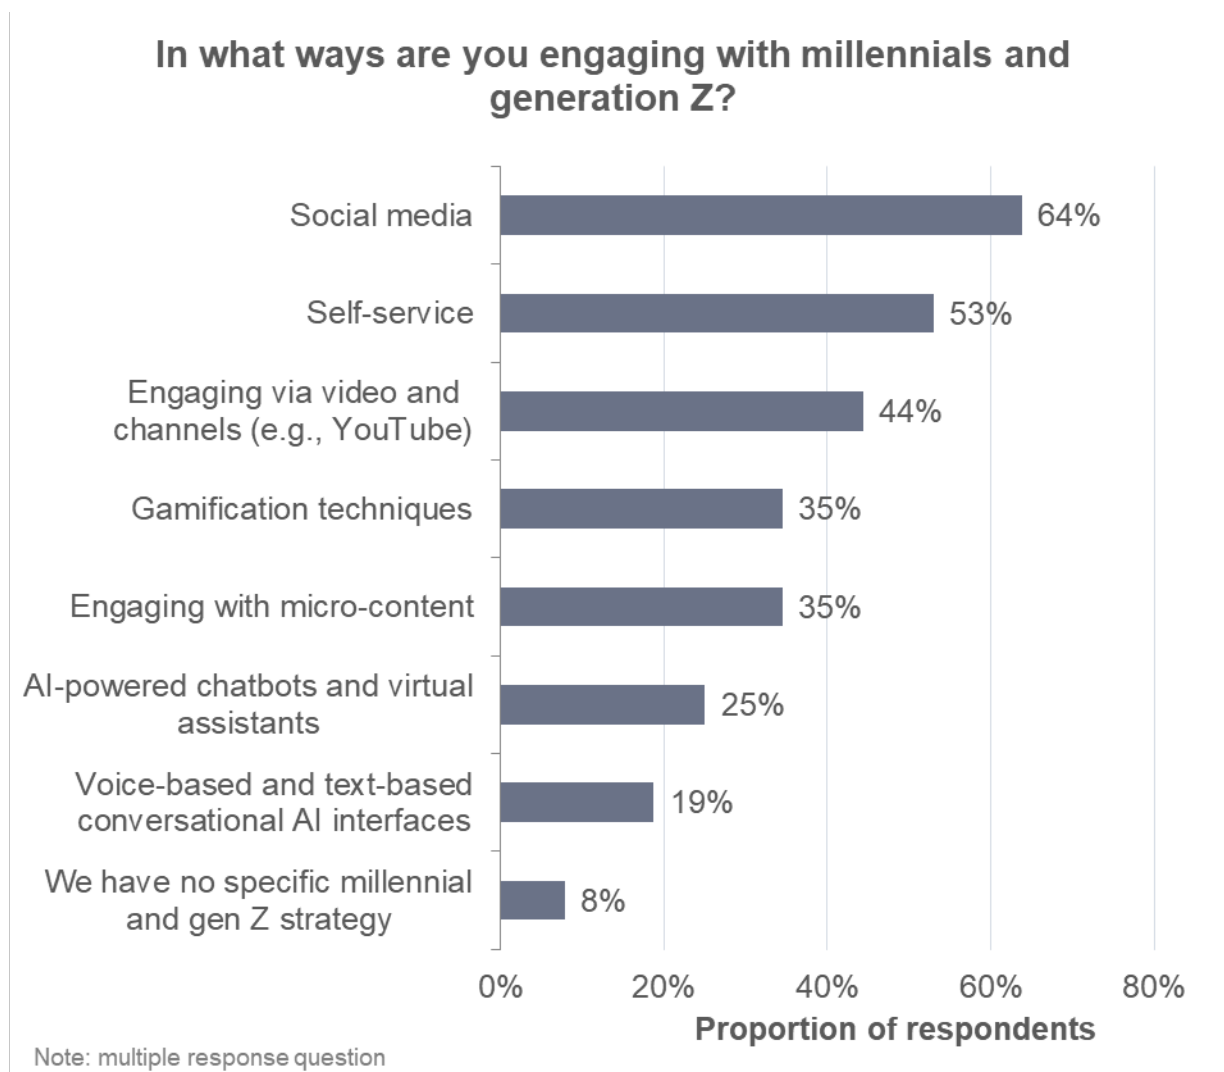 In what ways are you engaging with millennials and
generation Z?
Social media
64%
Self-service
53%
Engaging via video and
channels (e.g., YouTube)
44%
Gamification techniques
35%
Engaging with micro-content
35%
AI-powered chatbots and virtual
assistants
25%
Voice-based and text-based
conversational AI interfaces
19%
We have no specific millennial
and gen Z strategy
8%
0%
20%
40%
60%
80%
Proportion of respondents
Note: multiple response question